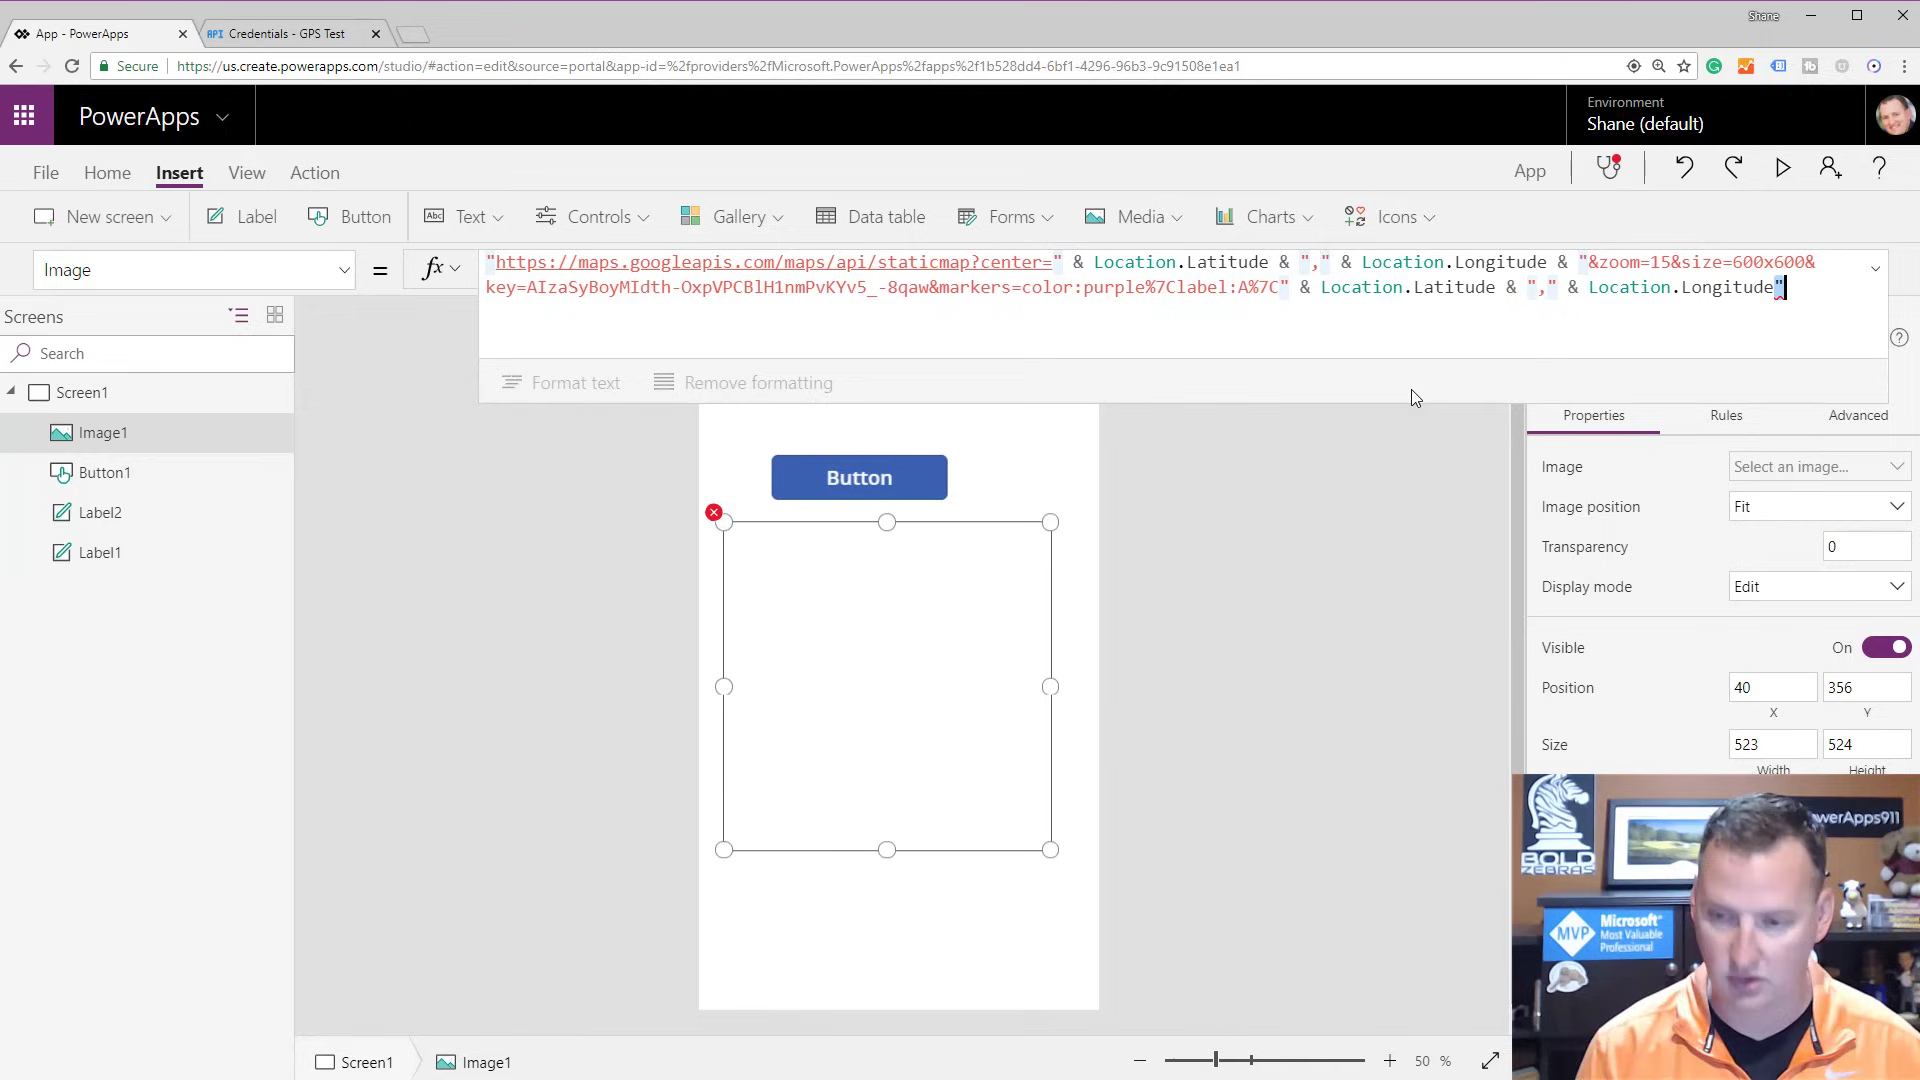 App - PowerApps
API Credentials - GPS Test
Shane
Secure https://us.create.powerapps.com/studio/#action=edit&source=portal&app-id=%2fproviders%2fMicrosoft.PowerApps%2fapps%2f1b528dd4-6bf1-4296-96b3-9c91508e1ea1
PowerApps
Environment
Shane (default)
File Home Insert View Action App
New screen Label Button Abc Text Controls Gallery Data table Forms Media Charts Icons
Image = fx
"https://maps.googleapis.com/maps/api/staticmap?center=" & Location.Latitude & "," & Location.Longitude & "&zoom=15&size=600x600&
key=AIzaSyBoyMIdth-OxpVPCBlH1nmPvKYv5_-8qaw&markers=color:purple%7Clabel:A%7C" & Location.Latitude & "," & Location.Longitude"
Format text Remove formatting
Screens
Search
Screen1
Image1
Button1
Label2
Label1
Button
Properties Rules Advanced
Image Select an image...
Image position Fit
Transparency 0
Display mode Edit
Visible On
Position 40 356
X Y
Size 523 524
Width Height
werApps911
BOLD
ZEBRAS
MVP
Microsoft
Most Valuable
Professional
Screen1 Image1
50 %